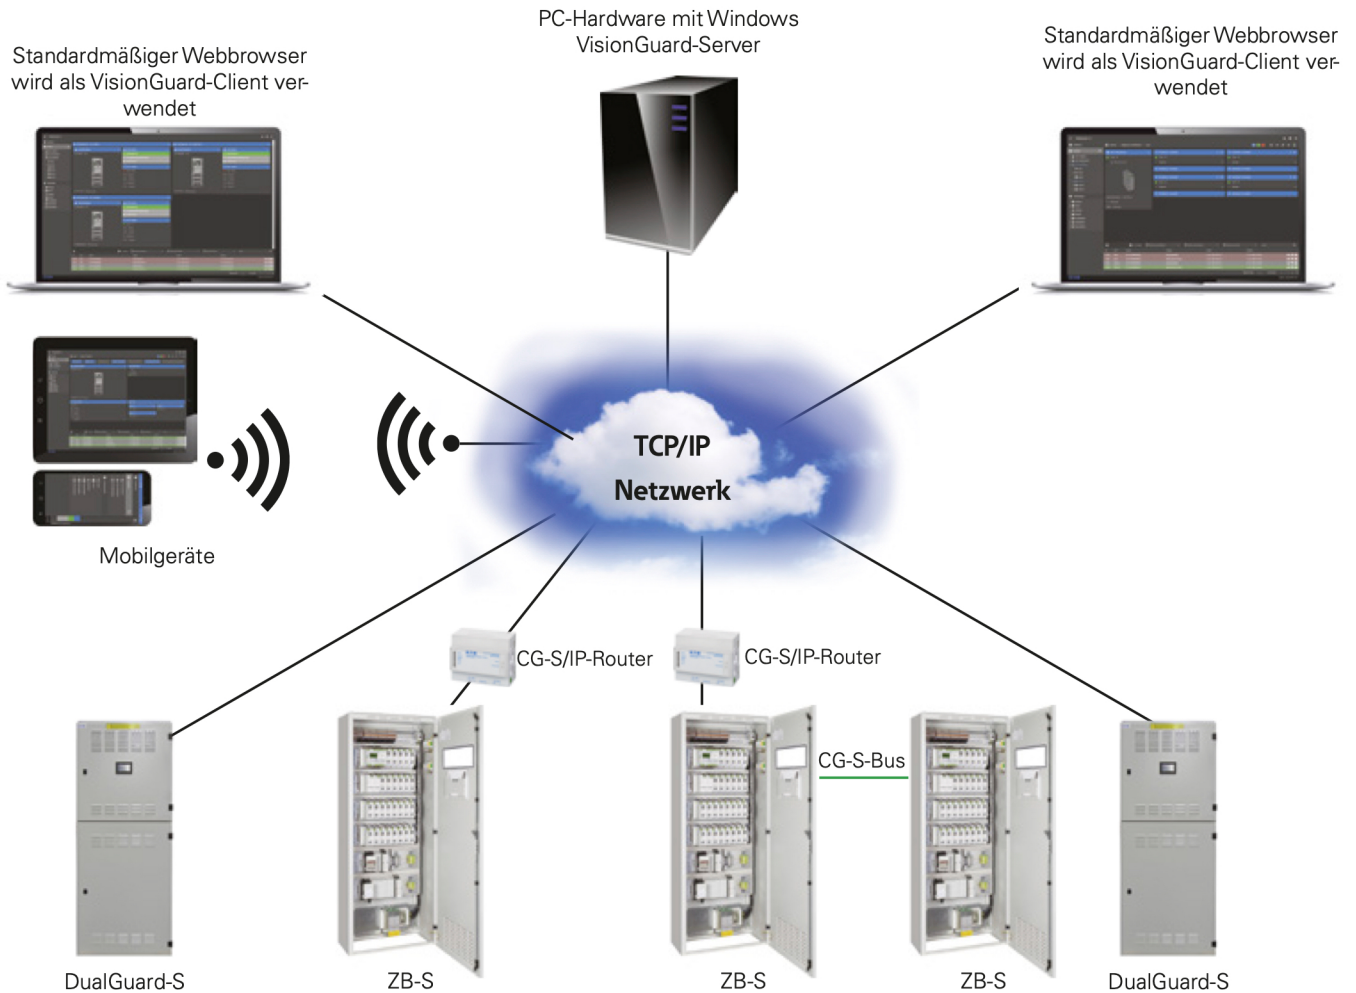 PC-Hardware mit Windows
VisionGuard-Server
Standardmäßiger Webbrowser
wird als VisionGuard-Client ver-
wendet
Standardmäßiger Webbrowser
wird als VisionGuard-Client ver-
wendet
TCP/IP
Netzwerk
Mobilgeräte
CG-S/IP-Router
CG-S/IP-Router
CG-S-Bus
DualGuard-S
ZB-S
ZB-S
ZB-S
DualGuard-S